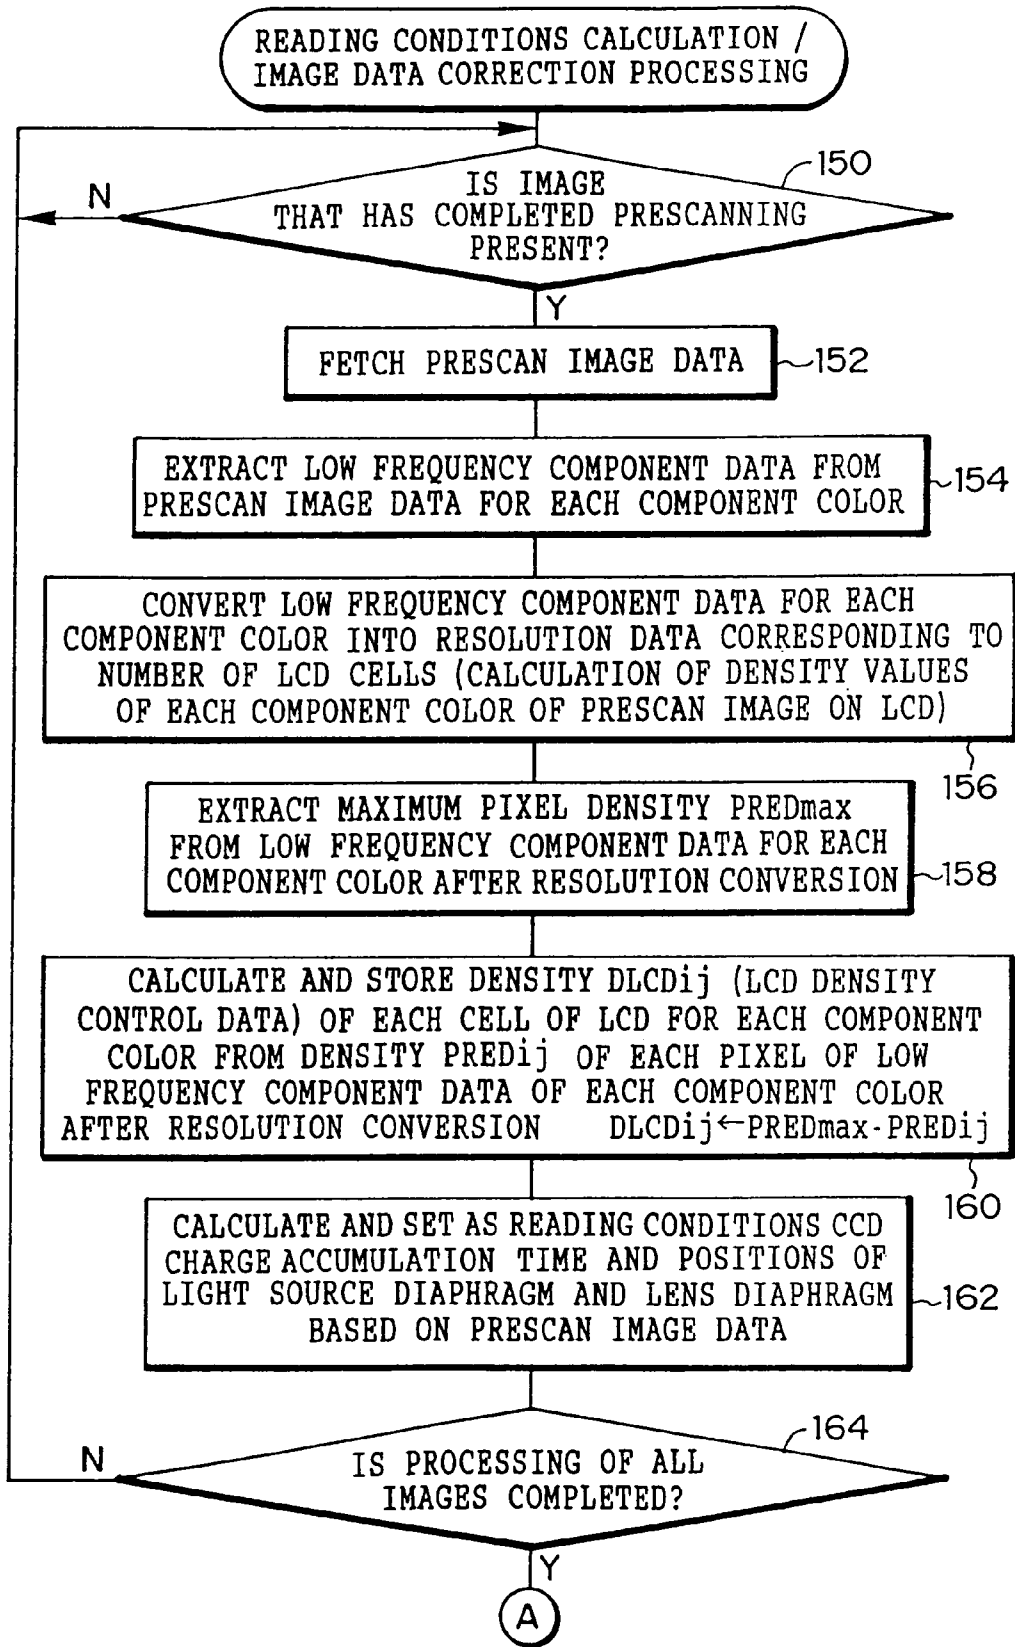 READING CONDITIONS CALCULATION /
IMAGE DATA CORRECTION PROCESSING
150
N
IS IMAGE
THAT HAS COMPLETED PRESCANNING
PRESENT?
Y
FETCH PRESCAN IMAGE DATA
152
EXTRACT LOW FREQUENCY COMPONENT DATA FROM
PRESCAN IMAGE DATA FOR EACH COMPONENT COLOR
154
CONVERT LOW FREQUENCY COMPONENT DATA FOR EACH
COMPONENT COLOR INTO RESOLUTION DATA CORRESPONDING TO
NUMBER OF LCD CELLS (CALCULATION OF DENSITY VALUES
OF EACH COMPONENT COLOR OF PRESCAN IMAGE ON LCD)
156
EXTRACT MAXIMUM PIXEL DENSITY PREDmax
FROM LOW FREQUENCY COMPONENT DATA FOR EACH
COMPONENT COLOR AFTER RESOLUTION CONVERSION
158
CALCULATE AND STORE DENSITY DLCDij (LCD DENSITY
CONTROL DATA) OF EACH CELL OF LCD FOR EACH COMPONENT
COLOR FROM DENSITY PREDij OF EACH PIXEL OF LOW
FREQUENCY COMPONENT DATA OF EACH COMPONENT COLOR
AFTER RESOLUTION CONVERSION DLCDij←PREDmax-PREDij
160
CALCULATE AND SET AS READING CONDITIONS CCD
CHARGE ACCUMULATION TIME AND POSITIONS OF
LIGHT SOURCE DIAPHRAGM AND LENS DIAPHRAGM
BASED ON PRESCAN IMAGE DATA
162
164
N
IS PROCESSING OF ALL
IMAGES COMPLETED?
Y
A